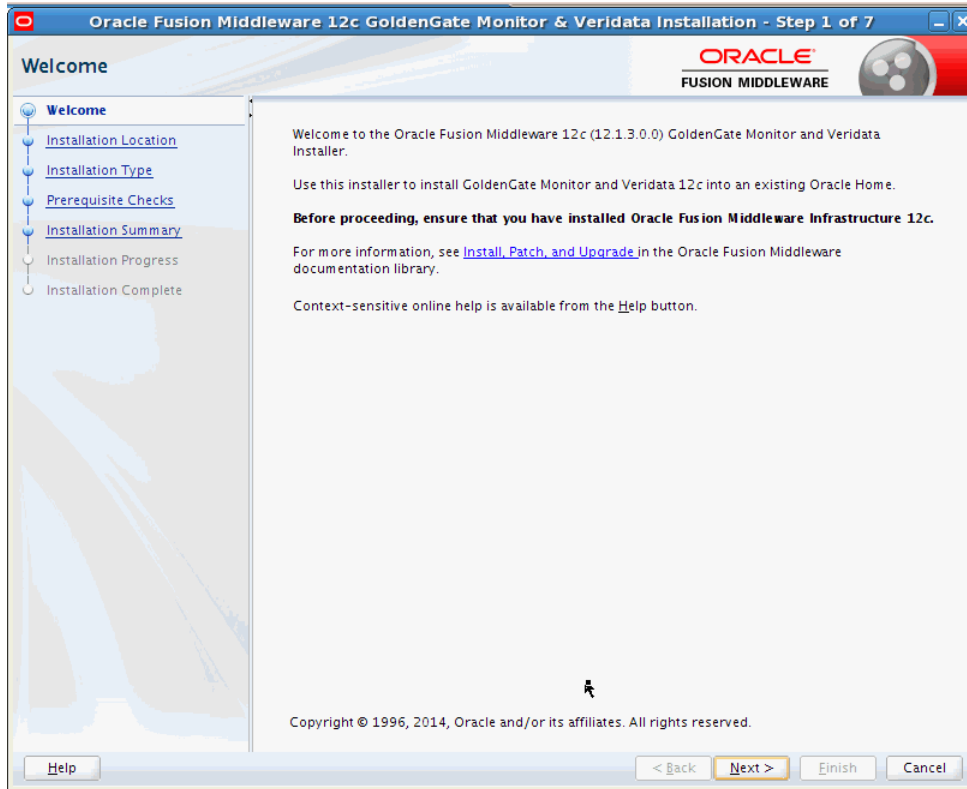 Oracle Fusion Middleware 12c GoldenGate Monitor & Veridata Installation - Step 1 of 7
Welcome
ORACLE
FUSION MIDDLEWARE
Welcome
Installation Location
Installation Type
Prerequisite Checks
Installation Summary
Installation Progress
Installation Complete
Welcome to the Oracle Fusion Middleware 12c (12.1.3.0.0) GoldenGate Monitor and Veridata
Installer.
Use this installer to install GoldenGate Monitor and Veridata 12c into an existing Oracle Home.
Before proceeding, ensure that you have installed Oracle Fusion Middleware Infrastructure 12c.
For more information, see Install, Patch, and Upgrade in the Oracle Fusion Middleware
documentation library.
Context-sensitive online help is available from the Help button.
Copyright © 1996, 2014, Oracle and/or its affiliates. All rights reserved.
Help
< Back
Next >
Finish
Cancel